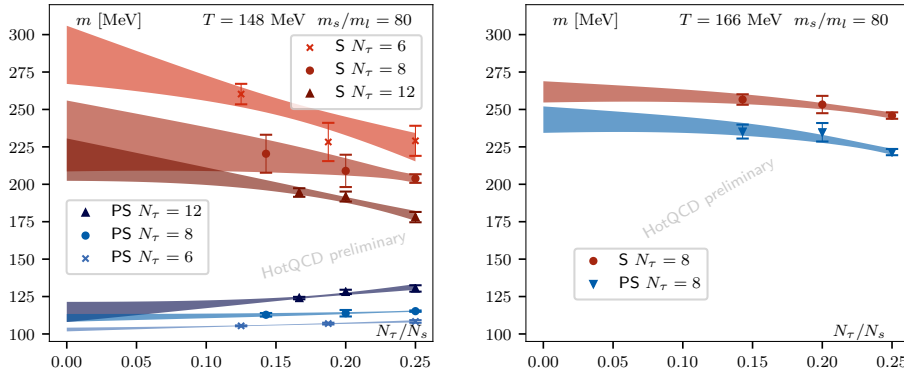 m [MeV] T = 148 MeV m_s/m_l = 80
300
275
250
225
200
175
150
125
100
S N_τ = 6
S N_τ = 8
S N_τ = 12
PS N_τ = 12
PS N_τ = 8
PS N_τ = 6
HotQCD preliminary
N_τ/N_s
0.00 0.05 0.10 0.15 0.20 0.25
m [MeV] T = 166 MeV m_s/m_l = 80
300
275
250
225
200
175
150
125
100
HotQCD preliminary
S N_τ = 8
PS N_τ = 8
N_τ/N_s
0.00 0.05 0.10 0.15 0.20 0.25